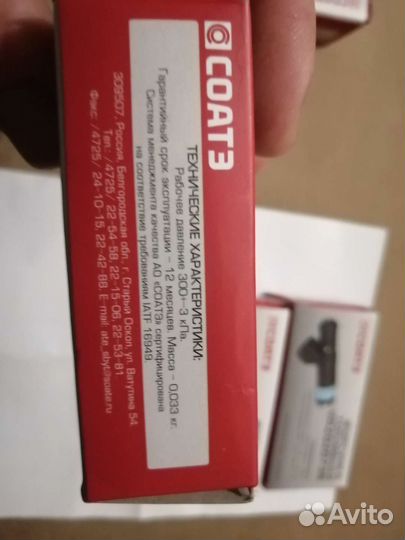 СОАТЭ
ТЕХНИЧЕСКИЕ ХАРАКТЕРИСТИКИ:
Рабочее давление 300+-3 кПа.
Гарантийный срок эксплуатации - 12 месяцев. Масса - 0,033 кг.
Система менеджмента качества АО «СОАТЭ» сертифицирована
на соответствие требованиям IATF 16949.
309507, Россия, Белгородская обл., г. Старый Оскол, ул. Ватутина 54.
Тел.: /4725/ 22-54-58, 22-15-06, 22-53-81.
Факс: /4725/ 24-10-15, 22-42-88. E-mail: ate_sbyt@soate.ru
СОАТЭ
Avito